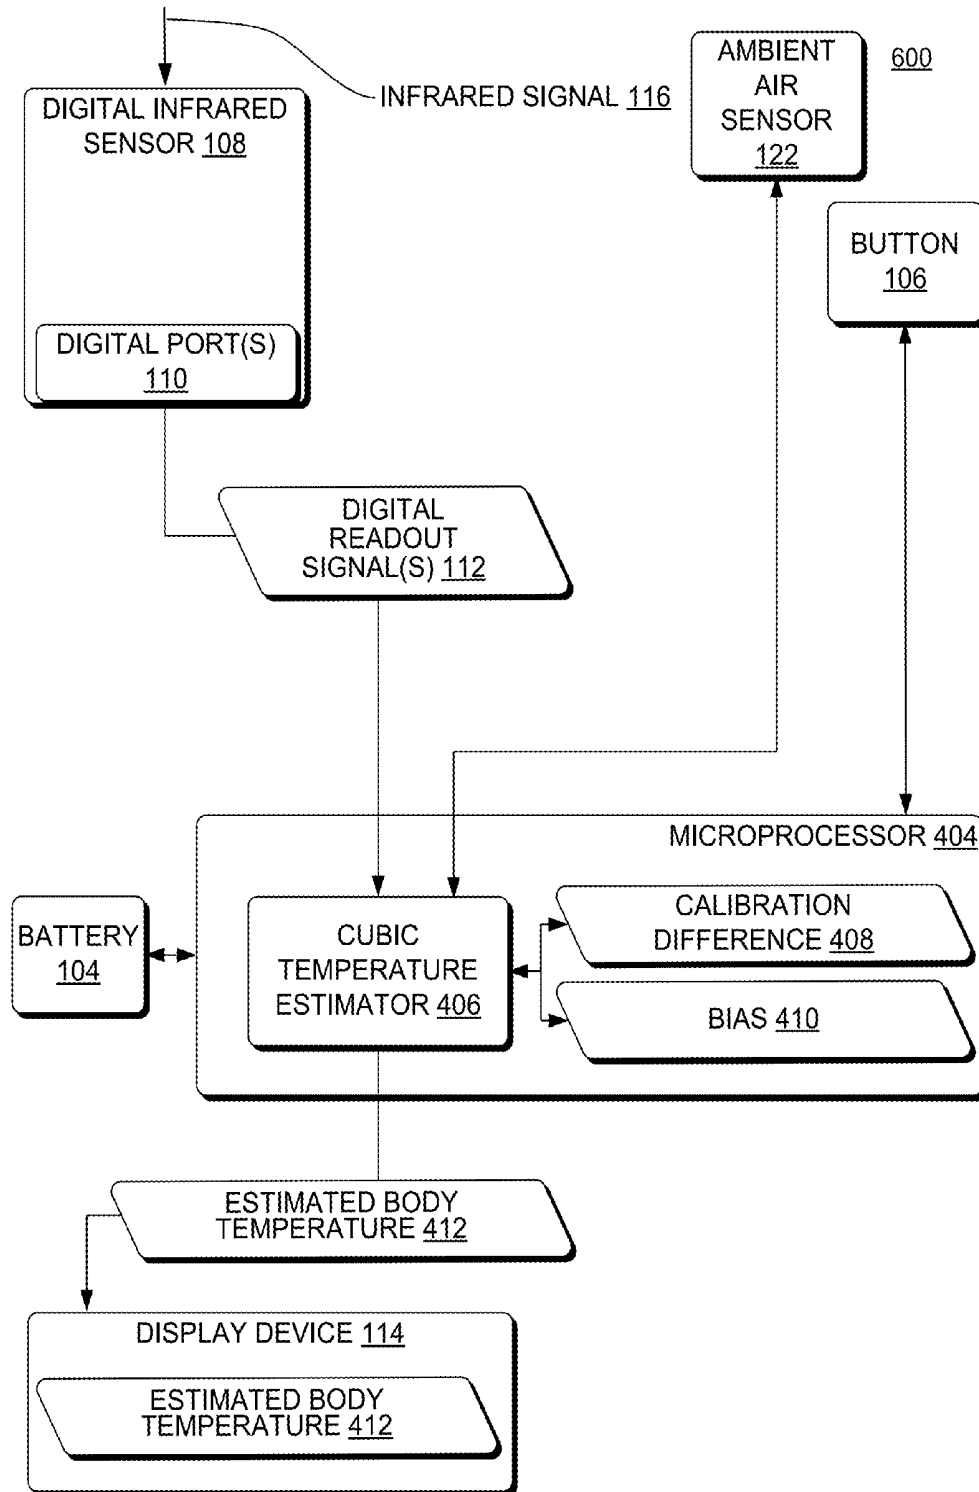 AMBIENT
AIR
SENSOR
122
600
INFRARED SIGNAL 116
DIGITAL INFRARED
SENSOR 108
BUTTON
106
DIGITAL PORT(S)
110
DIGITAL
READOUT
SIGNAL(S) 112
MICROPROCESSOR 404
BATTERY
104
CUBIC
TEMPERATURE
ESTIMATOR 406
CALIBRATION
DIFFERENCE 408
BIAS 410
ESTIMATED BODY
TEMPERATURE 412
DISPLAY DEVICE 114
ESTIMATED BODY
TEMPERATURE 412